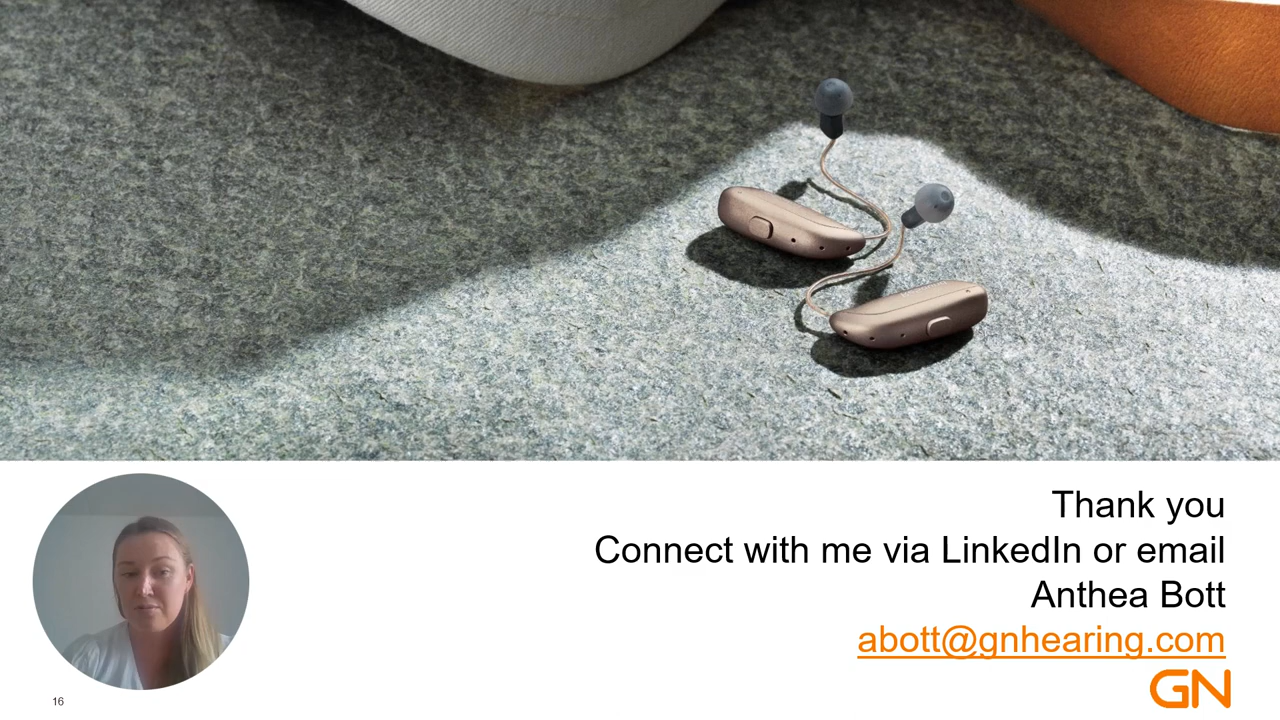 Thank you
Connect with me via LinkedIn or email
Anthea Bott
abott@gnhearing.com
GN
16